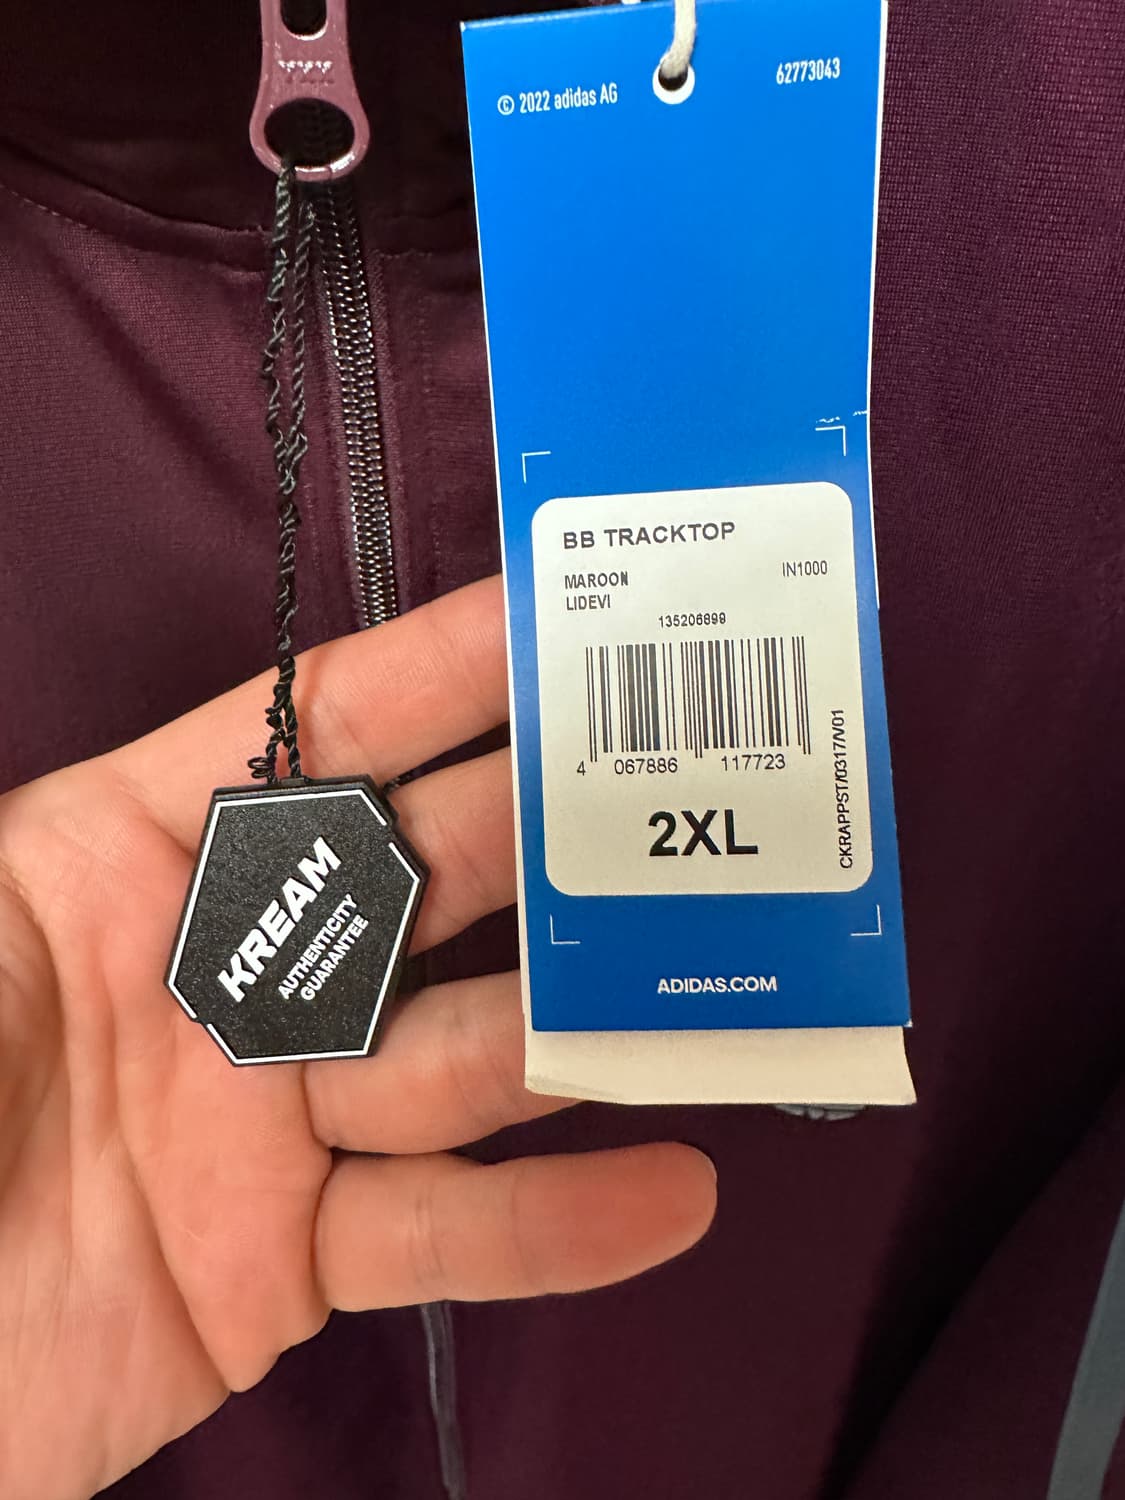 © 2022 adidas AG
62773043
BB TRACKTOP
MAROON
IN1000
LIDEVI
135206899
4 067886 117723
2XL
CKRAPPST/0317/V01
ADIDAS.COM
KREAM
AUTHENTICITY
GUARANTEE